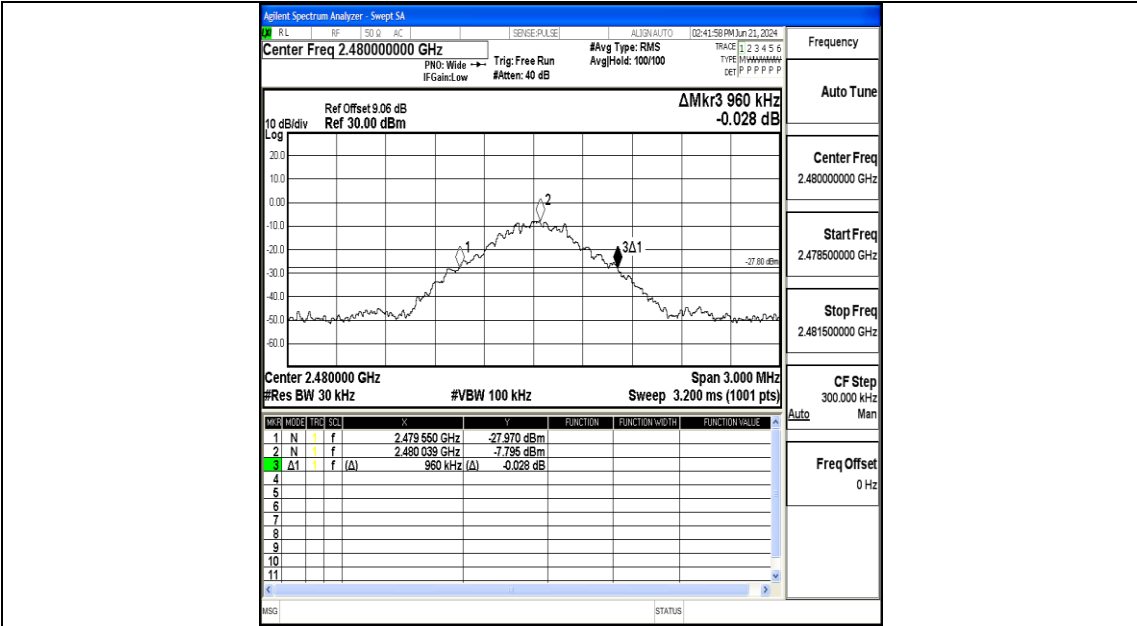 Agilent Spectrum Analyzer - Swept SA
RL RF 50 Ω AC SENSE:PULSE ALIGN AUTO 02:41:58 PM Jun 21, 2024
Center Freq 2.480000000 GHz
PNO: Wide
IFGain:Low
Trig: Free Run
#Atten: 40 dB
#Avg Type: RMS
Avg|Hold: 100/100
TRACE 1 2 3 4 5 6
TYPE
DET P P P P P P
Frequency
ΔMkr3 960 kHz
-0.028 dB
Ref Offset 9.06 dB
10 dB/div Ref 30.00 dBm
Log
20.0
10.0
0.00
-10.0
-20.0
-30.0
-40.0
-50.0
-60.0
1
2
3Δ1
-27.80 dBm
Center 2.480000 GHz Span 3.000 MHz
#Res BW 30 kHz #VBW 100 kHz Sweep 3.200 ms (1001 pts)
MKR MODE TRC SCL X Y FUNCTION FUNCTION WIDTH FUNCTION VALUE
1 N 1 f 2.479 550 GHz -27.970 dBm
2 N 1 f 2.480 039 GHz -7.795 dBm
3 Δ1 1 f (Δ) 960 kHz (Δ) -0.028 dB
4
5
6
7
8
9
10
11
MSG STATUS
Auto Tune
Center Freq
2.480000000 GHz
Start Freq
2.478500000 GHz
Stop Freq
2.481500000 GHz
CF Step
300.000 kHz
Auto Man
Freq Offset
0 Hz